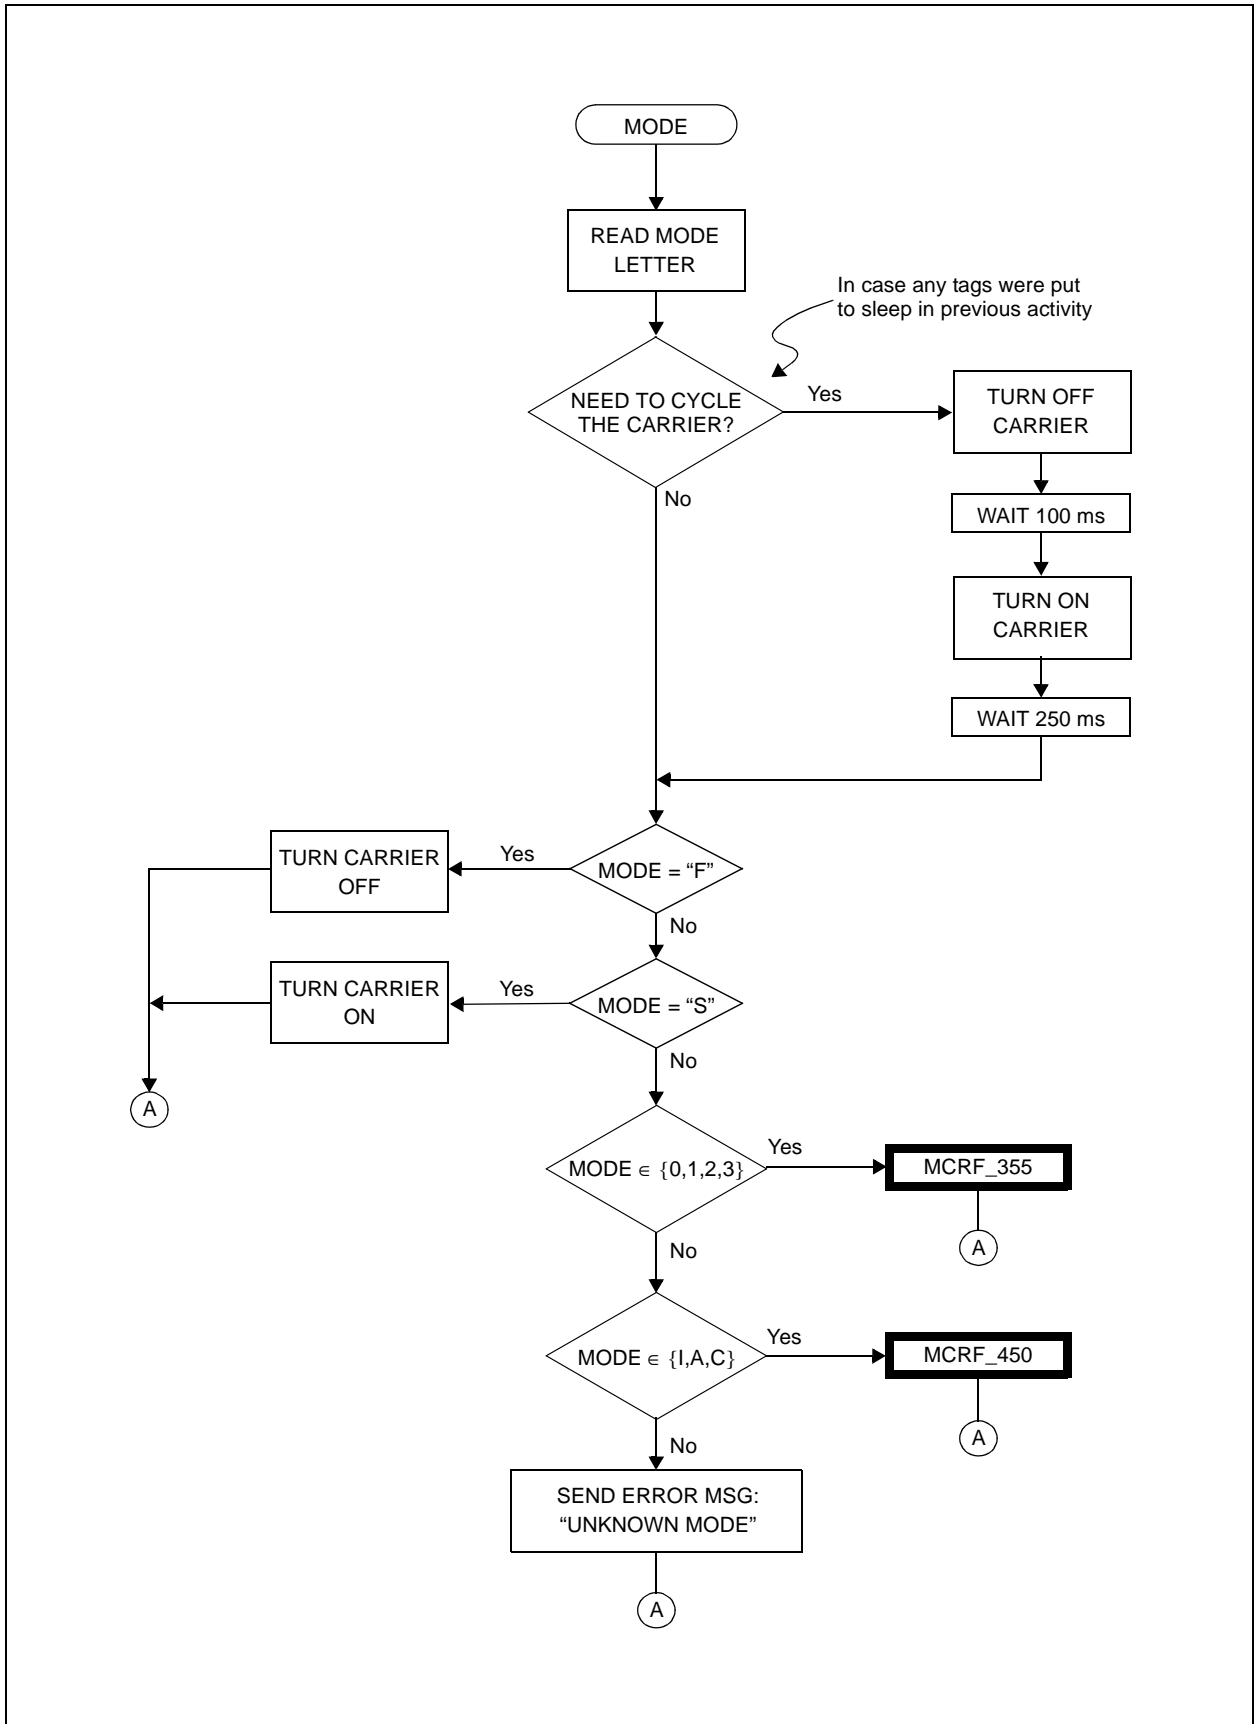 MODE
READ MODE
LETTER
In case any tags were put
to sleep in previous activity
NEED TO CYCLE
THE CARRIER?
Yes
TURN OFF
CARRIER
No
WAIT 100 ms
TURN ON
CARRIER
WAIT 250 ms
TURN CARRIER
OFF
Yes
MODE = “F”
No
TURN CARRIER
ON
Yes
MODE = “S”
No
A
MODE ∈ {0,1,2,3}
Yes
MCRF_355
A
No
MODE ∈ {I,A,C}
Yes
MCRF_450
A
No
SEND ERROR MSG:
“UNKNOWN MODE”
A